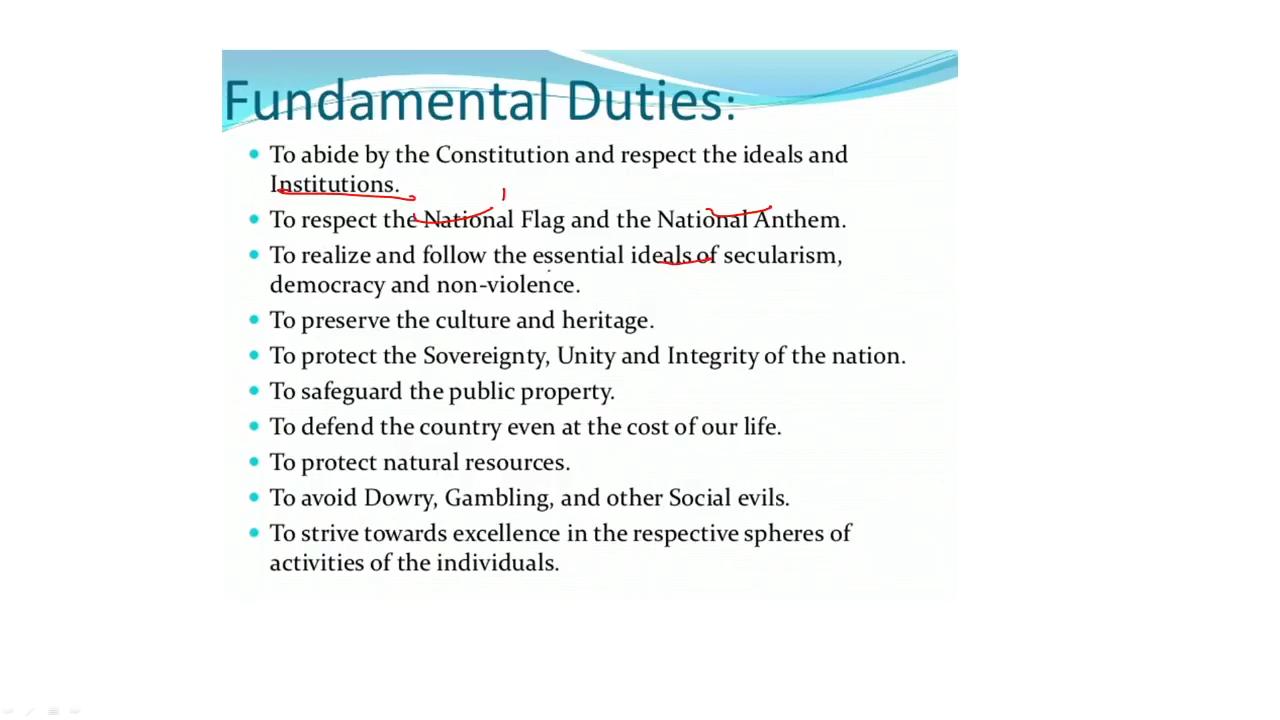 Fundamental Duties:
• To abide by the Constitution and respect the ideals and
Institutions.
• To respect the National Flag and the National Anthem.
• To realize and follow the essential ideals of secularism,
democracy and non-violence.
• To preserve the culture and heritage.
• To protect the Sovereignty, Unity and Integrity of the nation.
• To safeguard the public property.
• To defend the country even at the cost of our life.
• To protect natural resources.
• To avoid Dowry, Gambling, and other Social evils.
• To strive towards excellence in the respective spheres of
activities of the individuals.